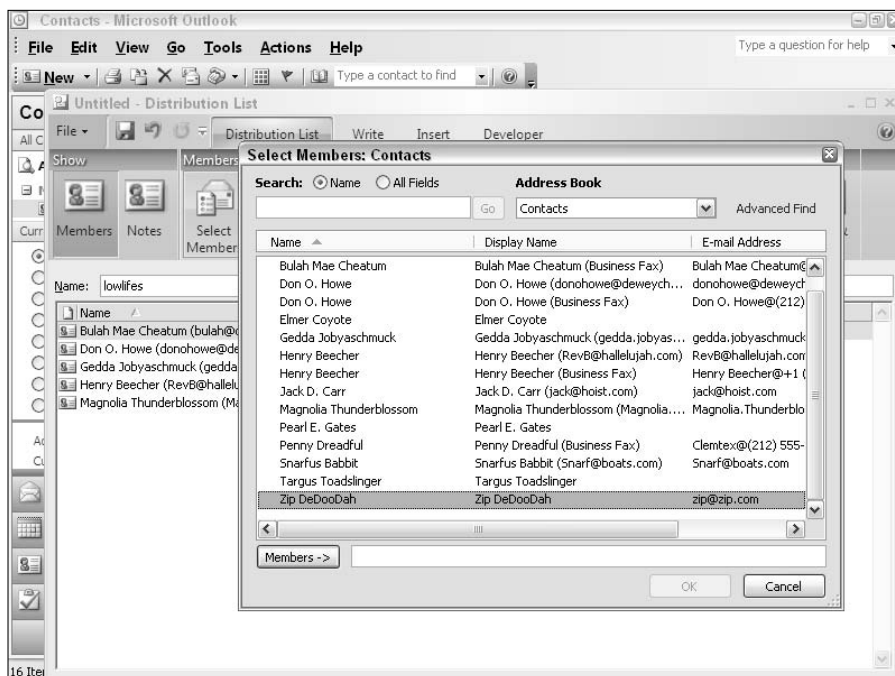 Contacts - Microsoft Outlook
File Edit View Go Tools Actions Help
Type a question for help
New
Type a contact to find
Untitled - Distribution List
File
Distribution List Write Insert Developer
Show
Members
Members Notes
Select
Name: lowlifes
Name
Bulah Mae Cheatum (bulah@
Don O. Howe (donohowe@de
Gedda Jobyaschmuck (gedda
Henry Beecher (RevB@hallelu
Magnolia Thunderblossom (Ma
Select Members: Contacts
Search: Name All Fields
Address Book
Go
Contacts
Advanced Find
Name Display Name E-mail Address
Bulah Mae Cheatum Bulah Mae Cheatum (Business Fax) Bulah Mae Cheatum@
Don O. Howe Don O. Howe (donohowe@deweych... donohowe@deweych
Don O. Howe Don O. Howe (Business Fax) Don O. Howe@(212)
Elmer Coyote Elmer Coyote
Gedda Jobyaschmuck Gedda Jobyaschmuck (gedda.jobyas... gedda.jobyaschmuck
Henry Beecher Henry Beecher (RevB@hallelujah.com) RevB@hallelujah.com
Henry Beecher Henry Beecher (Business Fax) Henry Beecher@+1 (
Jack D. Carr Jack D. Carr (jack@hoist.com) jack@hoist.com
Magnolia Thunderblossom Magnolia Thunderblossom (Magnolia.... Magnolia.Thunderblo
Pearl E. Gates Pearl E. Gates
Penny Dreadful Penny Dreadful (Business Fax) Clemtex@(212) 555-
Snarfus Babbit Snarfus Babbit (Snarf@boats.com) Snarf@boats.com
Targus Toadslinger Targus Toadslinger
Zip DeDooDah Zip DeDooDah zip@zip.com
Members ->
OK Cancel